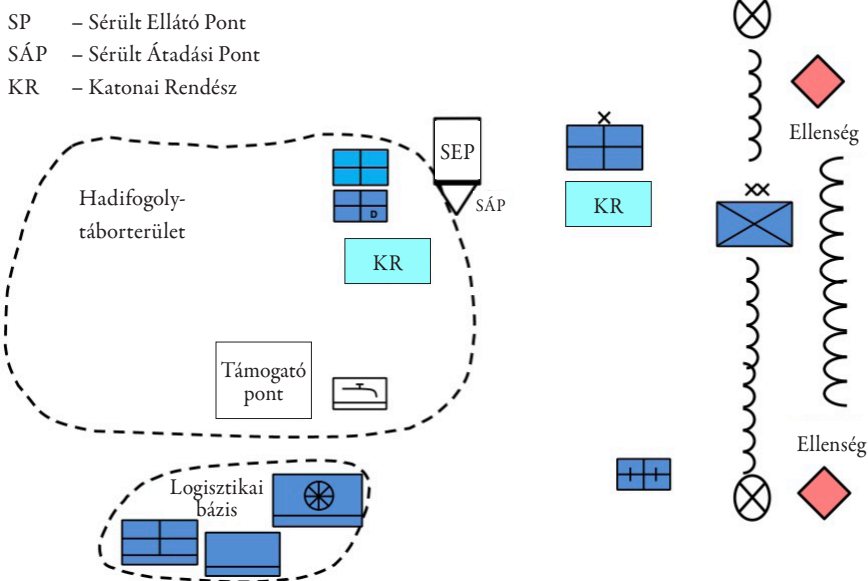 SP – Sérült Ellátó Pont
SÁP – Sérült Átadási Pont
KR – Katonai Rendész
Ellenség
SEP
SÁP
KR
Hadifogoly-
táborterület
D
KR
Támogató
pont
Ellenség
Logisztikai
bázis